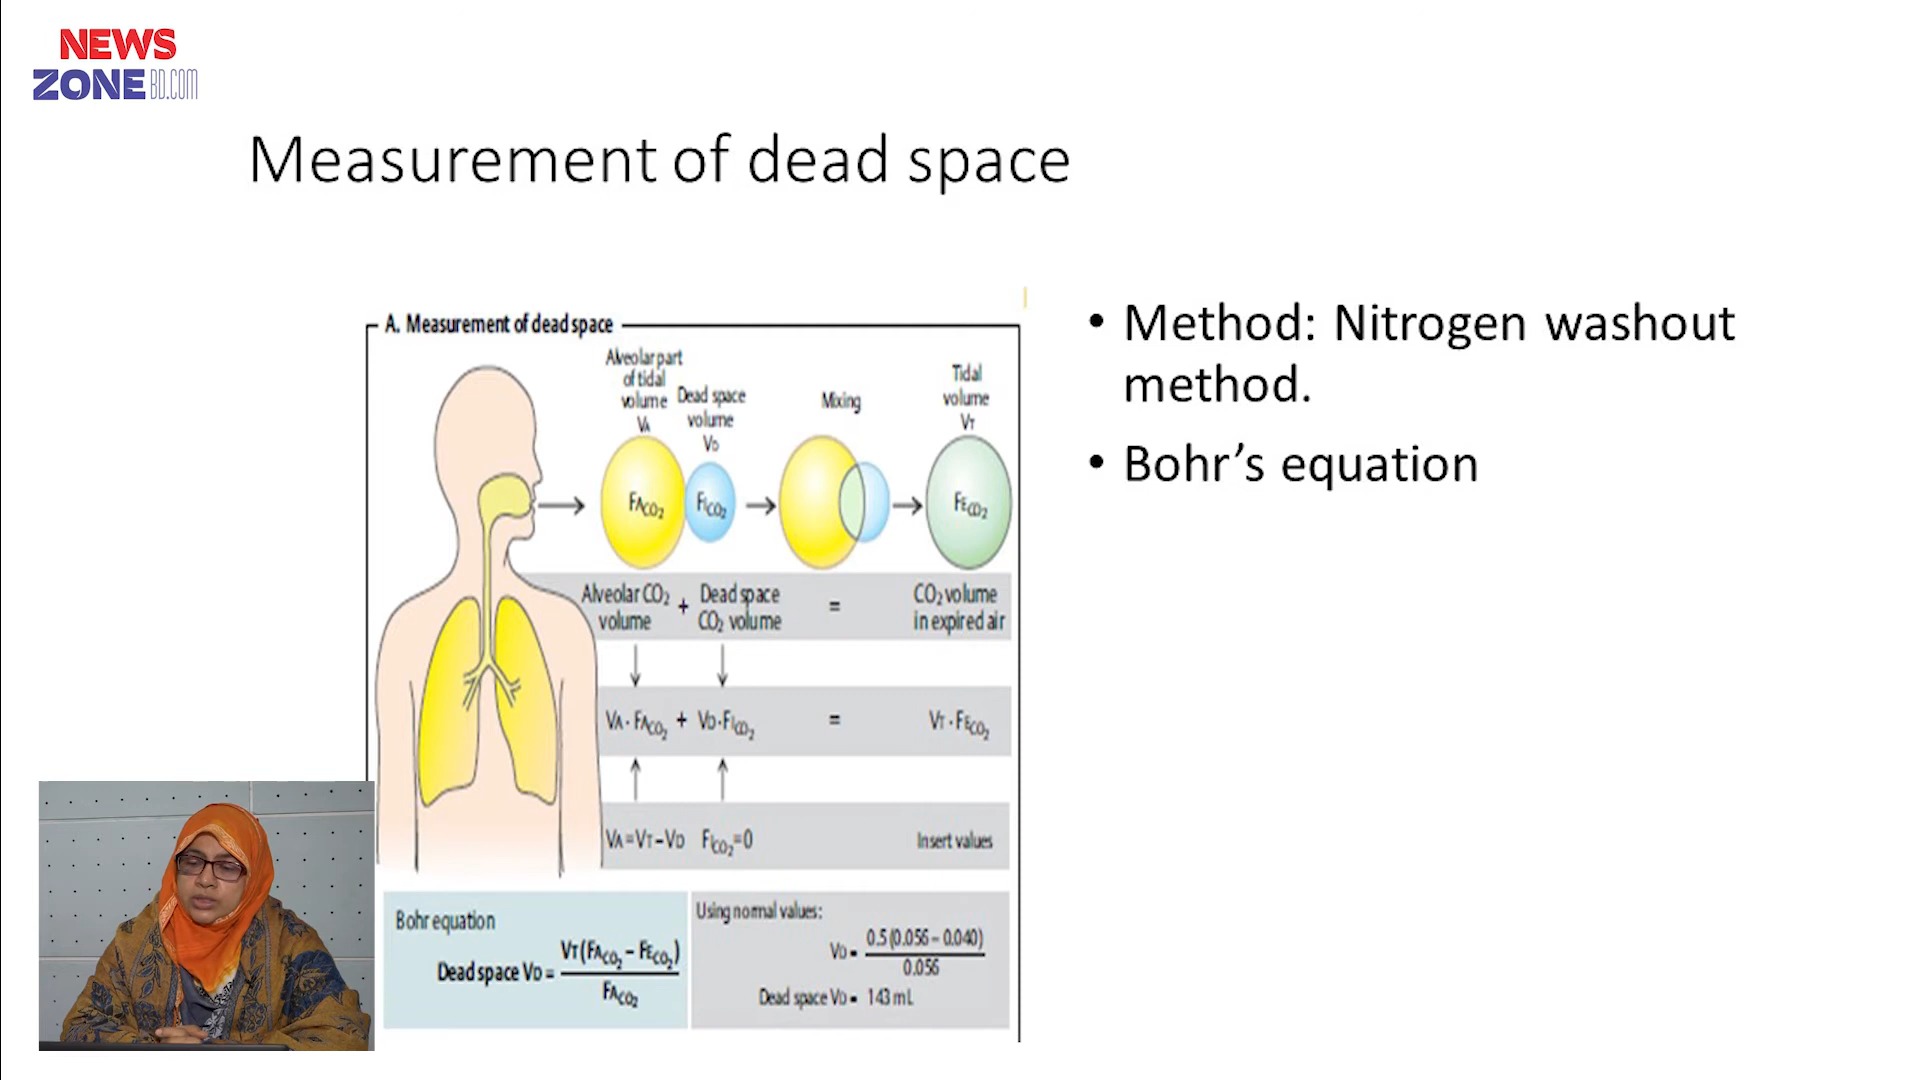 NEWS
ZONE BD.COM
Measurement of dead space
A. Measurement of dead space
Alveolar part
of tidal
volume
VA
Dead space
volume
VD
Mixing
Tidal
volume
VT
FACO2
FICO2
FECO2
Alveolar CO2
volume
+
Dead space
CO2 volume
=
CO2 volume
in expired air
VA · FACO2 + VD·FICO2 = VT · FECO2
VA=VT–VD FICO2=0 Insert values
Bohr equation
Dead space VD = VT(FACO2 – FECO2)
FACO2
Using normal values:
VD = 0.5(0.056 – 0.040)
0.056
Dead space VD = 143 mL
• Method: Nitrogen washout
method.
• Bohr’s equation